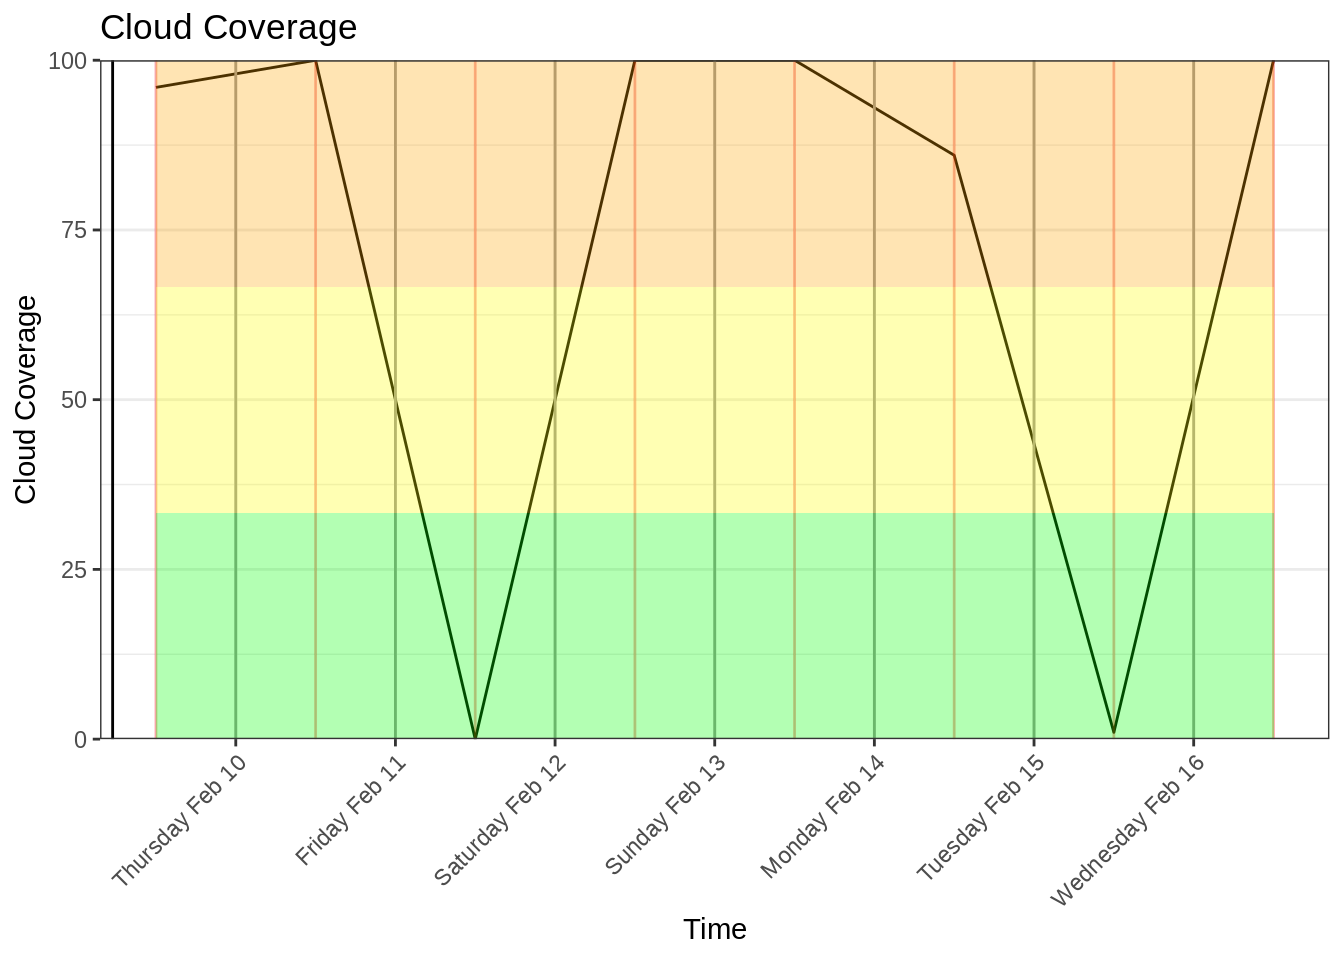 Cloud Coverage
100
75
50
25
0
Cloud Coverage
Thursday Feb 10
Friday Feb 11
Saturday Feb 12
Sunday Feb 13
Monday Feb 14
Tuesday Feb 15
Wednesday Feb 16
Time